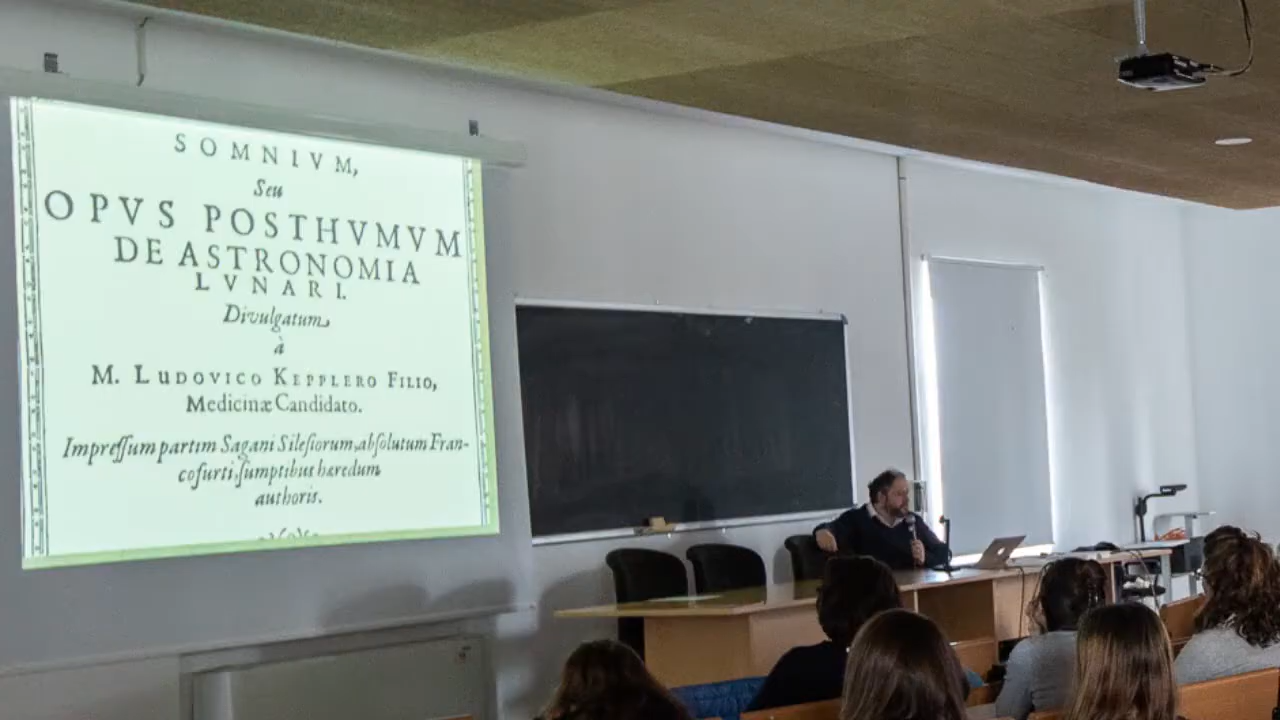 SOMNIVM,
Seu
OPVS POSTHVMVM
DE ASTRONOMIA
LVNARI.
Divulgatum
à
M. LUDOVICO KEPPLERO FILIO,
Medicinæ Candidato.
Impreſſum partim Sagani Sileſiorum, abſolutum Fran-
cofurti, ſumptibus hæredum
authoris.